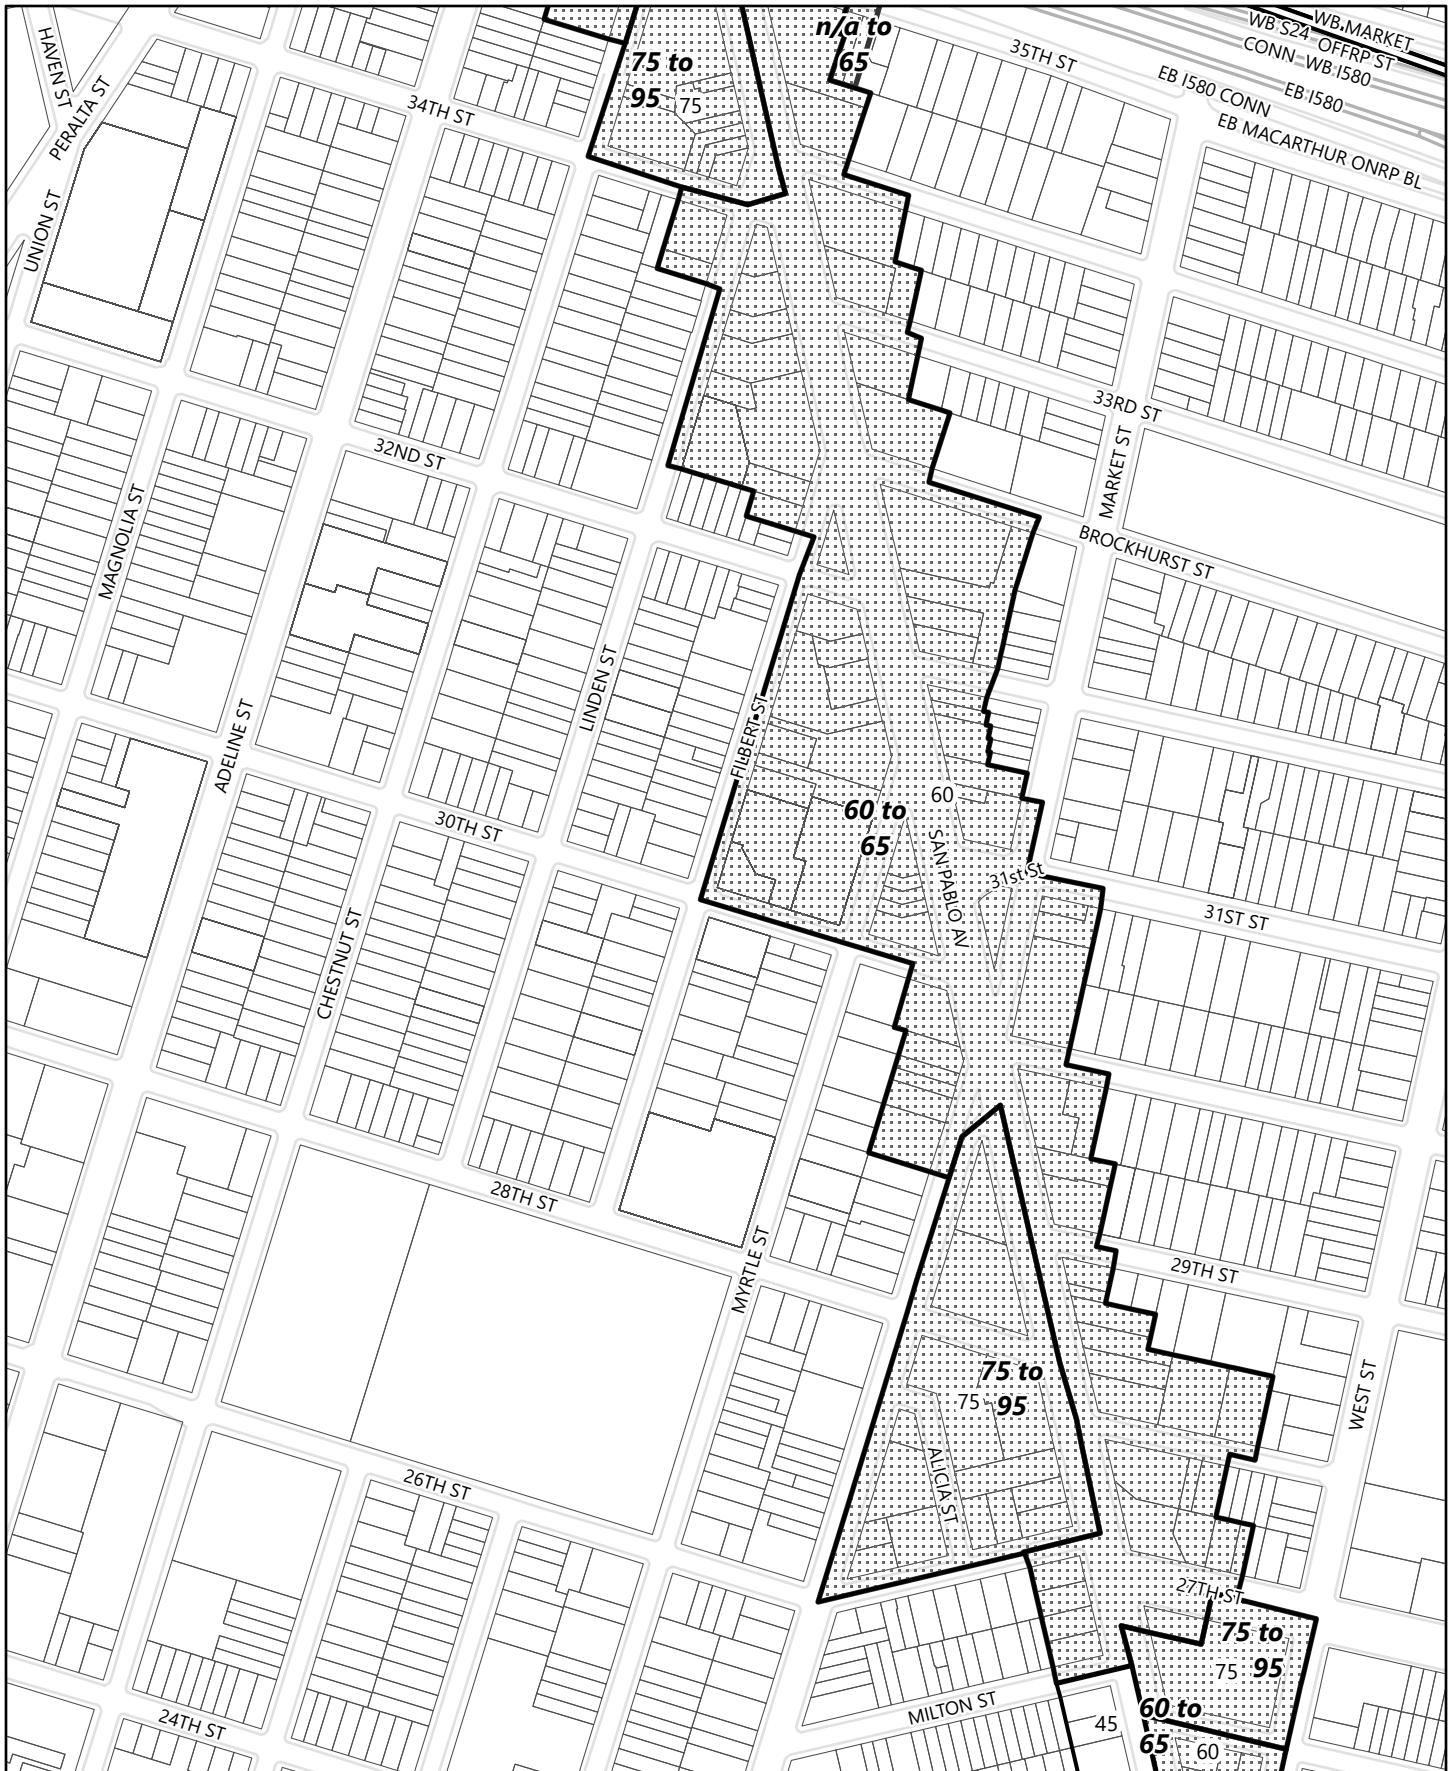 HAVEN ST
PERALTA ST
UNION ST
34TH ST
75 to
95
75
n/a to
65
35TH ST
WB MARKET
WB S24 OFFRP ST
CONN WB I580
EB I580 CONN
EB I580
EB MACARTHUR ONRP BL
33RD ST
MARKET ST
BROCKHURST ST
32ND ST
MAGNOLIA ST
ADELINE ST
LINDEN ST
FILBERT ST
60
60 to
65
30TH ST
SAN PABLO AV
31st St
31ST ST
CHESTNUT ST
28TH ST
MYRTLE ST
29TH ST
75 to
75
95
WEST ST
ALICIA ST
26TH ST
27TH ST
75 to
75
95
MILTON ST
24TH ST
45
60 to
65
60